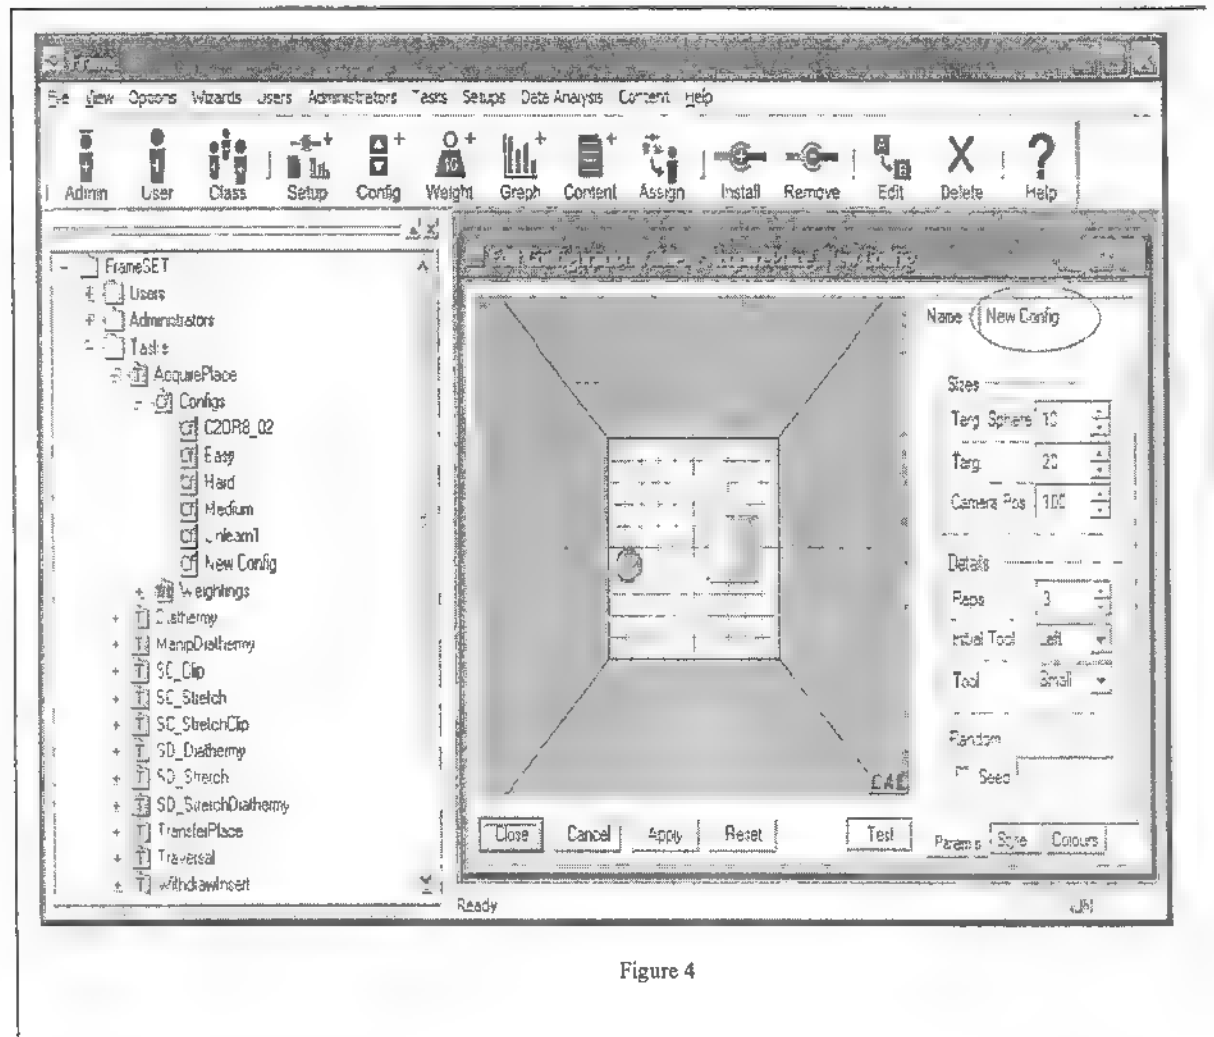 File View Options Wizards Users Administrators Tasks Setups Data Analysis Content Help
Admin User Class Setup Config Weight Graph Content Assign Install Remove Edit Delete Help
FrameSET
Users
Administrators
Tasks
AcquirePlace
Configs
C2DR8_02
Easy
Hard
Medium
New Config
Weightings
Diathermy
ManipDiathermy
SC_Clip
SC_Stretch
SC_StretchClip
SD_Diathermy
SD_Stretch
SD_StretchDiathermy
TransferPlace
Traversal
WithdrawInsert
Name New Config
Sizes
Targ Sphere 10
Targ 20
Camera Pos 100
Details
Reps 3
Initial Tool Left
Tool Small
Random
Seed
Close Cancel Apply Reset Test
Params Style Colours
Ready
Figure 4